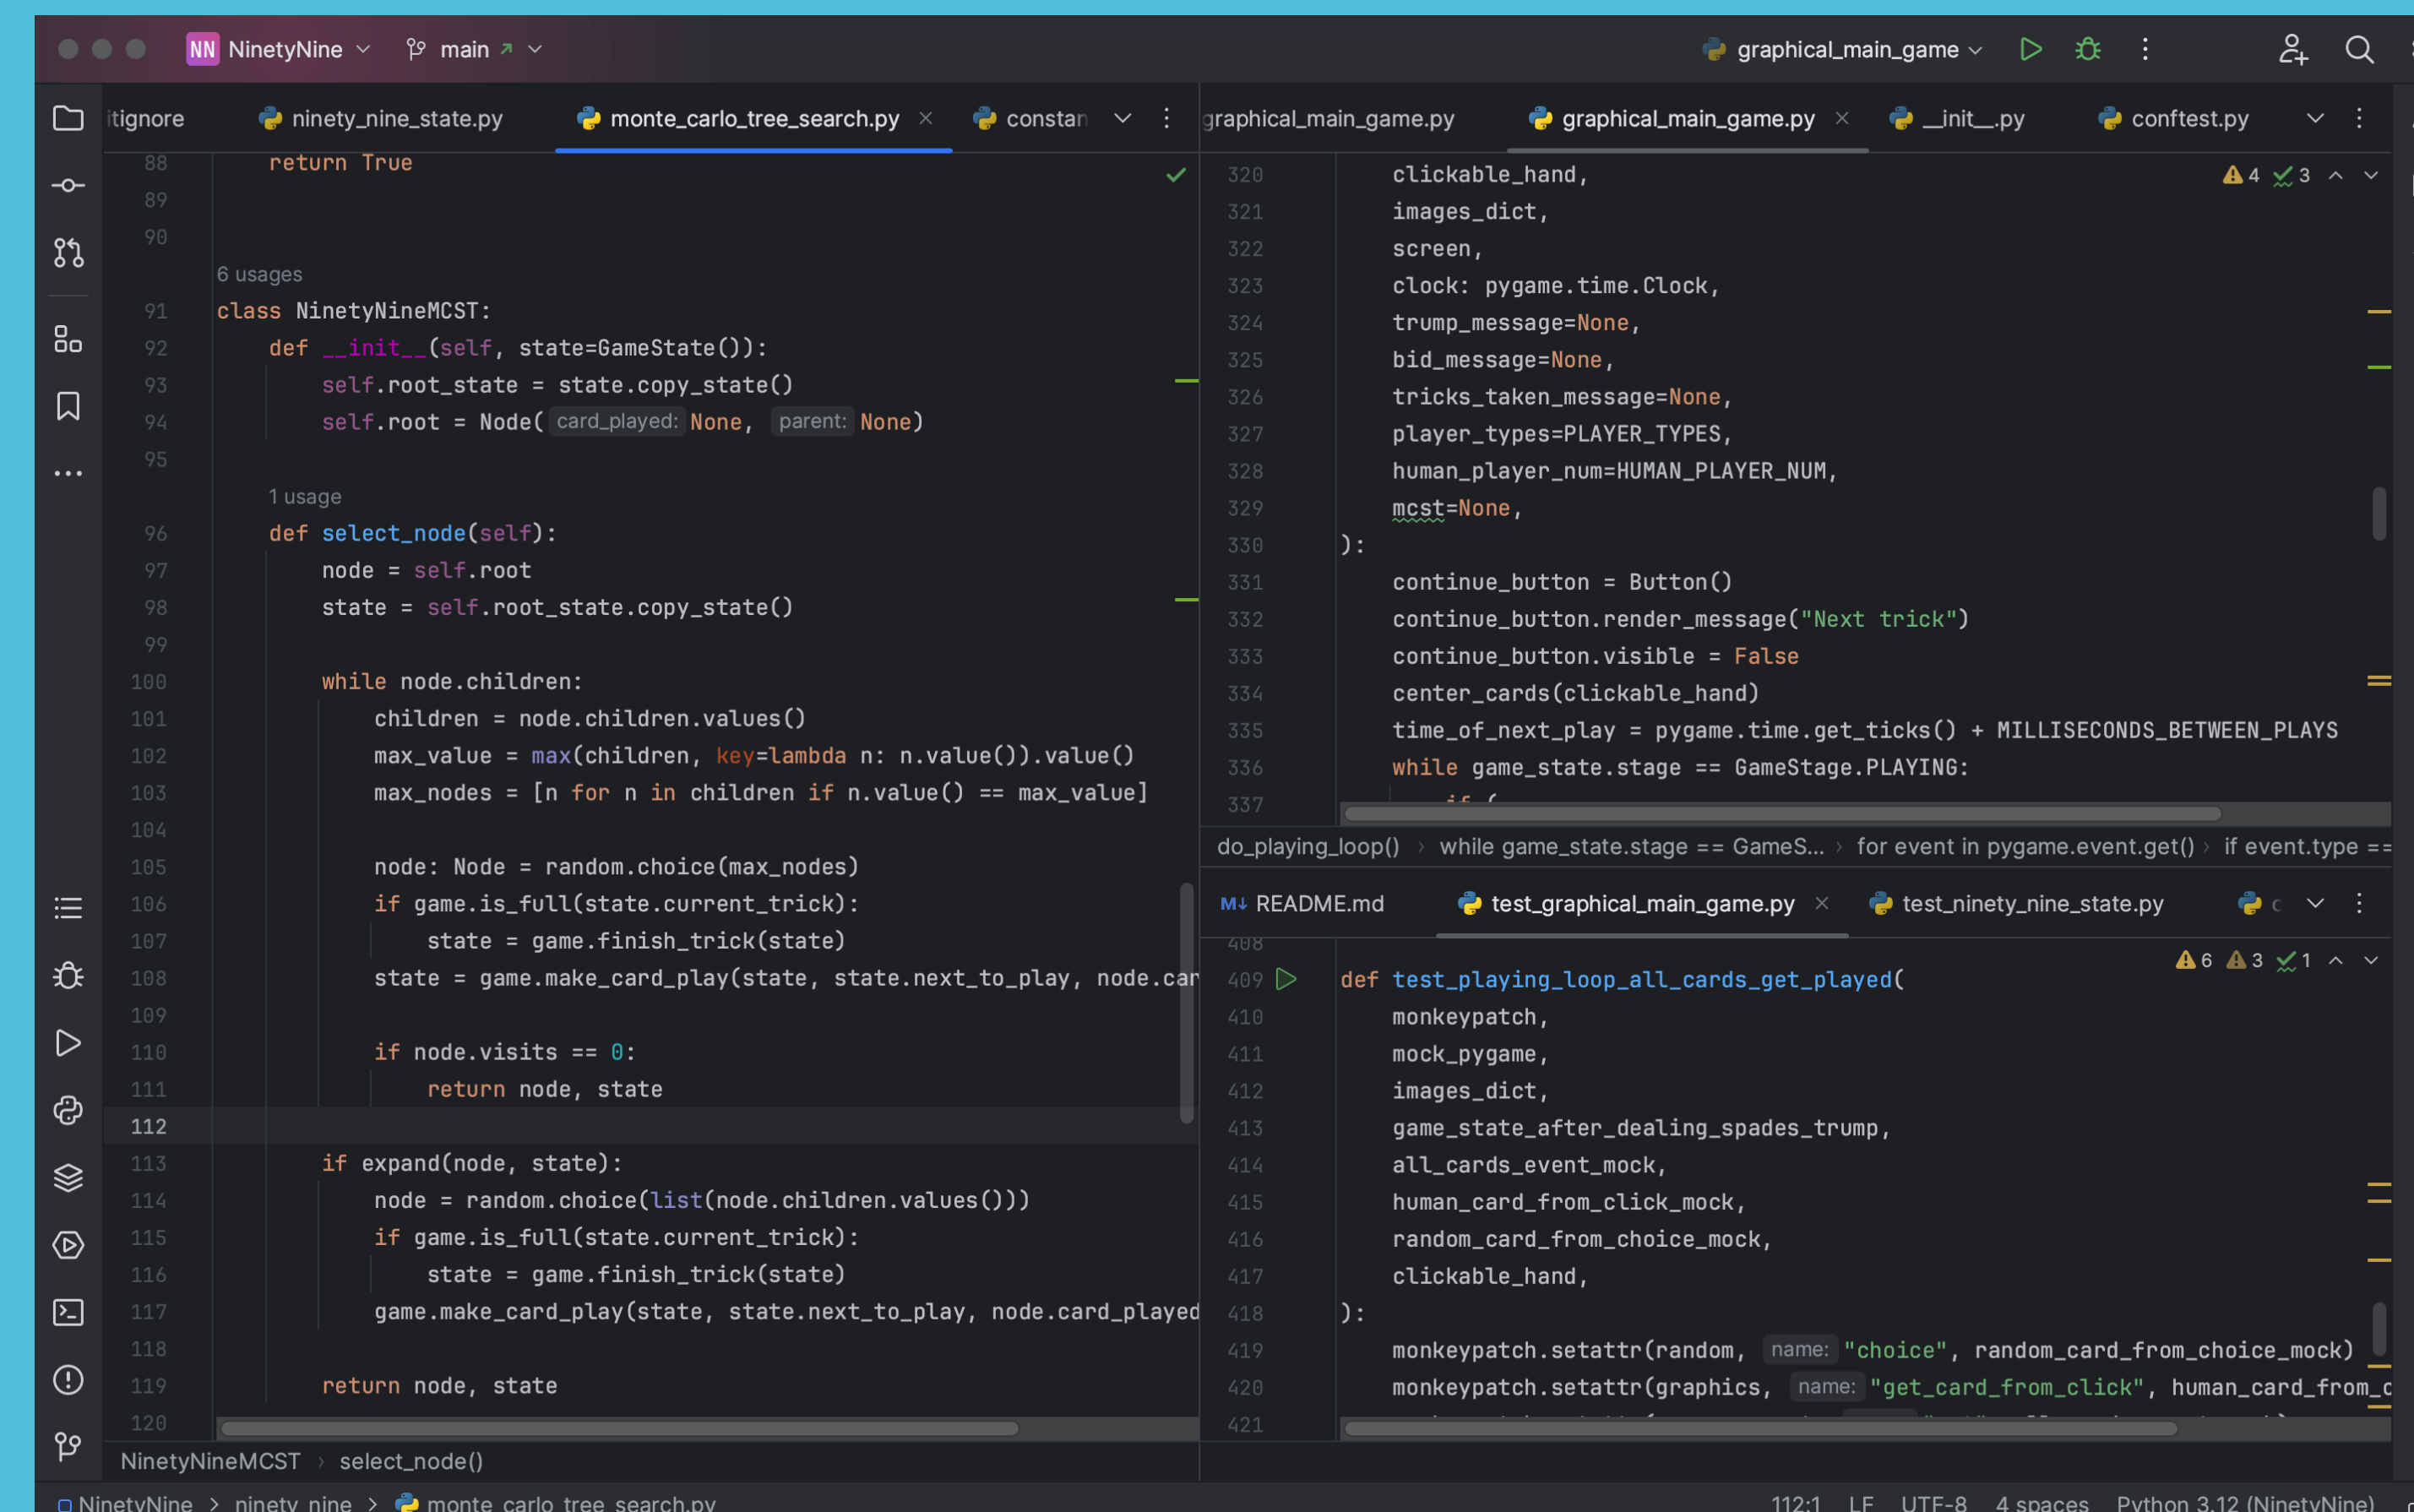 NN NinetyNine main graphical_main_game
itignore ninety_nine_state.py monte_carlo_tree_search.py constan
88 return True
89
90
6 usages
91 class NinetyNineMCST:
92 def __init__(self, state=GameState()):
93 self.root_state = state.copy_state()
94 self.root = Node( card_played: None, parent: None)
95
1 usage
96 def select_node(self):
97 node = self.root
98 state = self.root_state.copy_state()
99
100 while node.children:
101 children = node.children.values()
102 max_value = max(children, key=lambda n: n.value()).value()
103 max_nodes = [n for n in children if n.value() == max_value]
104
105 node: Node = random.choice(max_nodes)
106 if game.is_full(state.current_trick):
107 state = game.finish_trick(state)
108 state = game.make_card_play(state, state.next_to_play, node.car
109
110 if node.visits == 0:
111 return node, state
112
113 if expand(node, state):
114 node = random.choice(list(node.children.values()))
115 if game.is_full(state.current_trick):
116 state = game.finish_trick(state)
117 game.make_card_play(state, state.next_to_play, node.card_played
118
119 return node, state
120
NinetyNineMCST › select_node()
graphical_main_game.py graphical_main_game.py __init__.py conftest.py
4 3
320 clickable_hand,
321 images_dict,
322 screen,
323 clock: pygame.time.Clock,
324 trump_message=None,
325 bid_message=None,
326 tricks_taken_message=None,
327 player_types=PLAYER_TYPES,
328 human_player_num=HUMAN_PLAYER_NUM,
329 mcst=None,
330 ):
331 continue_button = Button()
332 continue_button.render_message("Next trick")
333 continue_button.visible = False
334 center_cards(clickable_hand)
335 time_of_next_play = pygame.time.get_ticks() + MILLISECONDS_BETWEEN_PLAYS
336 while game_state.stage == GameStage.PLAYING:
337 if (
do_playing_loop() › while game_state.stage == GameS... › for event in pygame.event.get() › if event.type ==
M↓ README.md test_graphical_main_game.py test_ninety_nine_state.py c
6 3 1
408
409 def test_playing_loop_all_cards_get_played(
410 monkeypatch,
411 mock_pygame,
412 images_dict,
413 game_state_after_dealing_spades_trump,
414 all_cards_event_mock,
415 human_card_from_click_mock,
416 random_card_from_choice_mock,
417 clickable_hand,
418 ):
419 monkeypatch.setattr(random, name: "choice", random_card_from_choice_mock)
420 monkeypatch.setattr(graphics, name: "get_card_from_click", human_card_from_c
421
NinetyNine > ninety_nine > monte_carlo_tree_search.py
112:1 LF UTF-8 4 spaces Python 3.12 (NinetyNine)